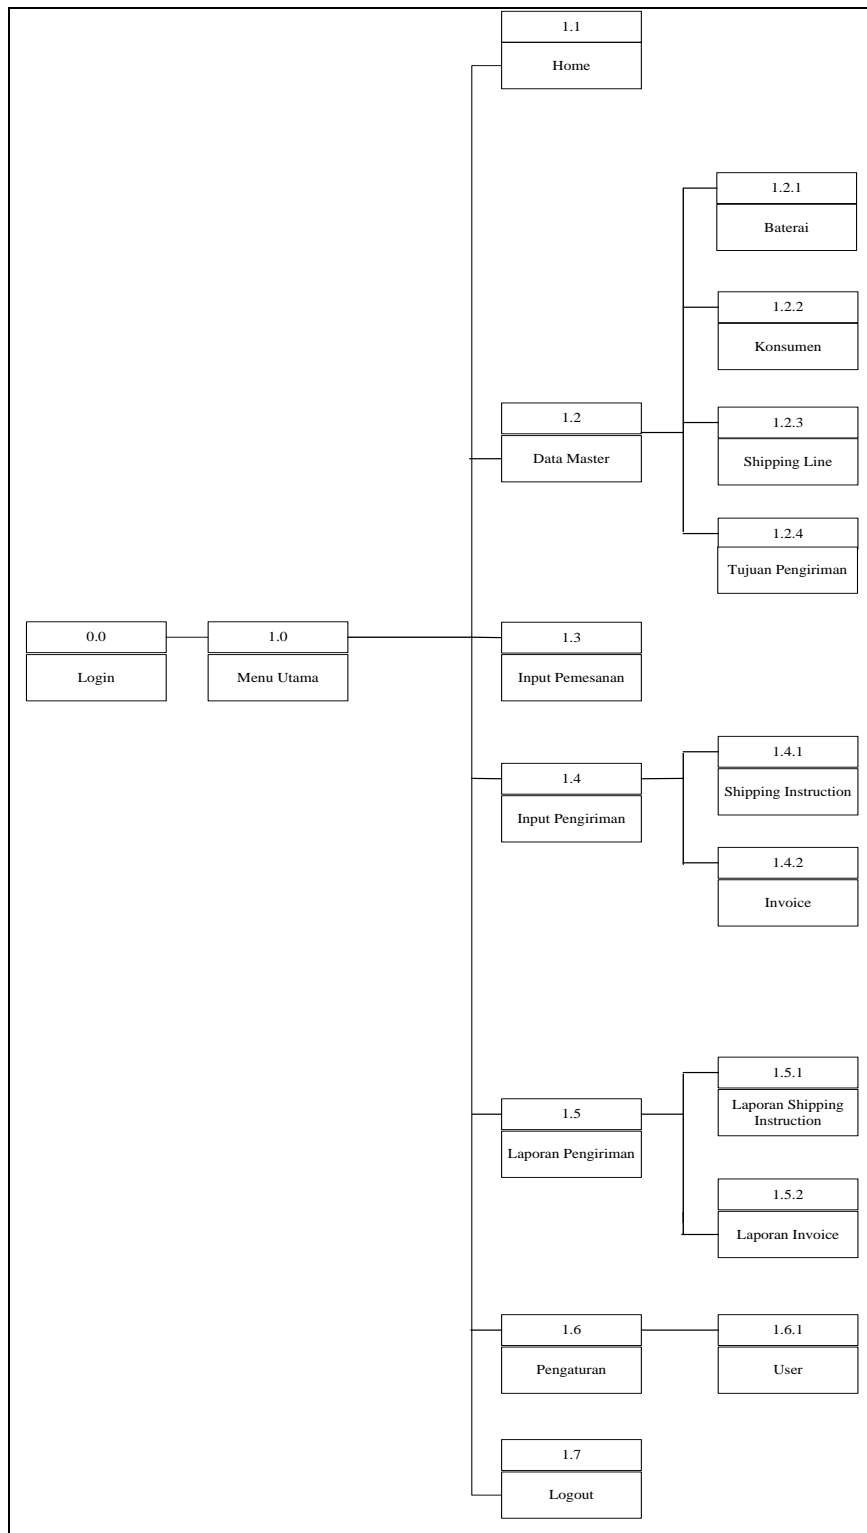 1.1
Home
1.2.1
Baterai
1.2.2
Konsumen
1.2
Data Master
1.2.3
Shipping Line
1.2.4
Tujuan Pengiriman
0.0
Login
1.0
Menu Utama
1.3
Input Pemesanan
1.4
Input Pengiriman
1.4.1
Shipping Instruction
1.4.2
Invoice
1.5
Laporan Pengiriman
1.5.1
Laporan Shipping
Instruction
1.5.2
Laporan Invoice
1.6
Pengaturan
1.6.1
User
1.7
Logout